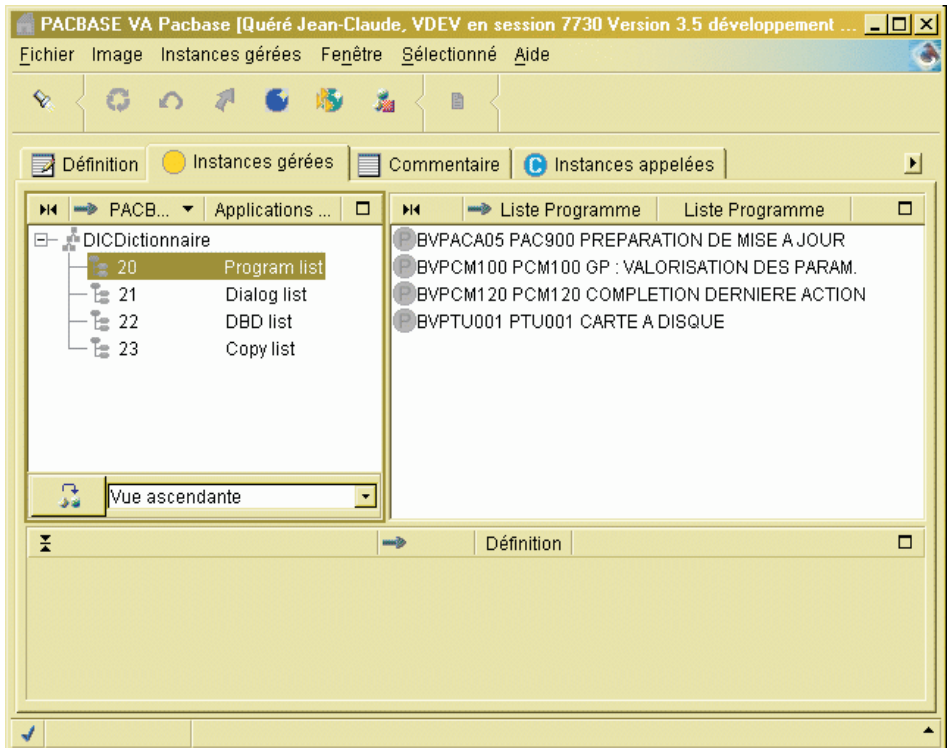 PACBASE VA Pacbase [Quéré Jean-Claude, VDEV en session 7730 Version 3.5 développement ...
Fichier Image Instances gérées Fenêtre Sélectionné Aide
Définition Instances gérées Commentaire Instances appelées
PACB... Applications ... Liste Programme Liste Programme
DICDictionnaire
20 Program list
21 Dialog list
22 DBD list
23 Copy list
BVPACA05 PAC900 PREPARATION DE MISE A JOUR
BVPCM100 PCM100 GP : VALORISATION DES PARAM.
BVPCM120 PCM120 COMPLETION DERNIERE ACTION
BVPTU001 PTU001 CARTE A DISQUE
Vue ascendante
Définition